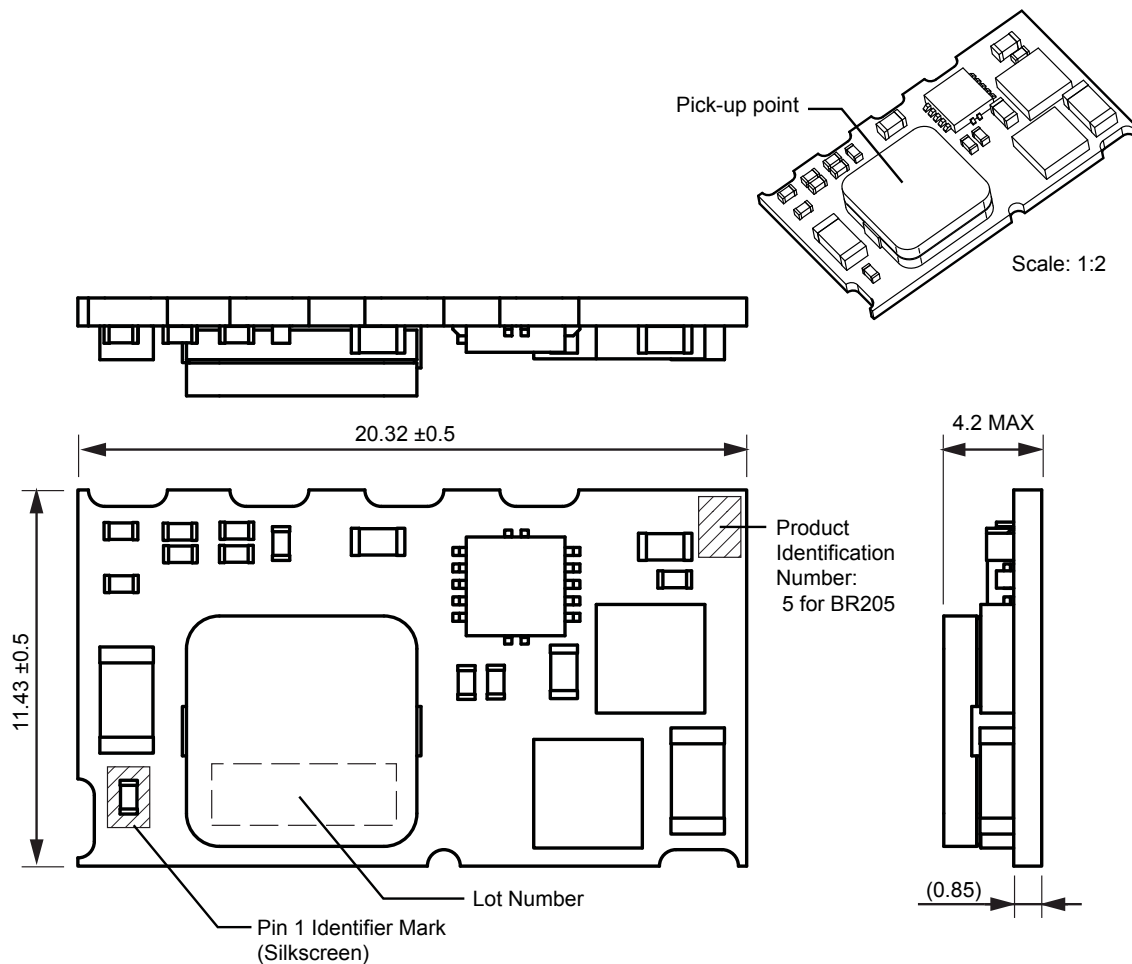 Pick-up point
Scale: 1:2
20.32 ±0.5
4.2 MAX
11.43 ±0.5
Product
Identification
Number:
5 for BR205
(0.85)
Lot Number
Pin 1 Identifier Mark
(Silkscreen)